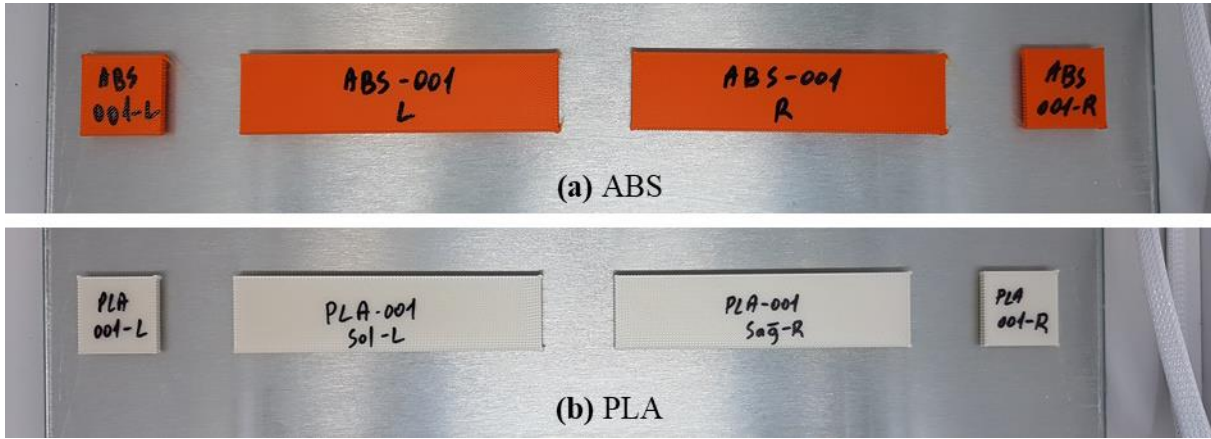 ABS
001-L
ABS-001
L
ABS-001
R
ABS
001-R
(a) ABS
PLA
001-L
PLA-001
Sol-L
PLA-001
Sağ-R
PLA
001-R
(b) PLA